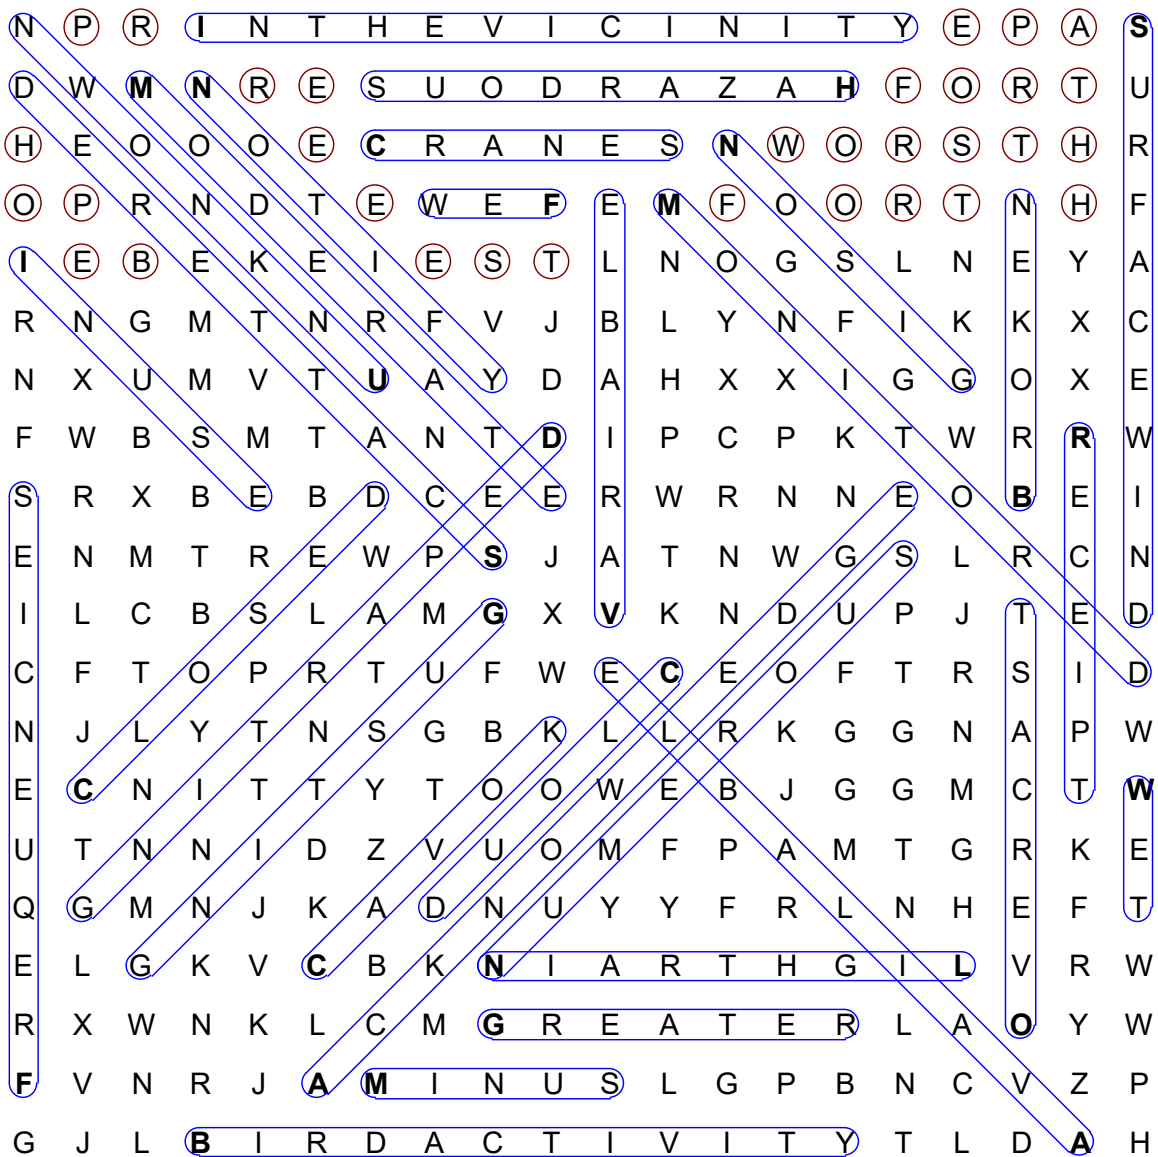 N P R I N T H E V I C I N I T Y E P A S
D W M N R E S U O D R A Z A H F O R T U
H E O O O E C R A N E S N W O R S T H R
O P R N D T E W E F E M F O O R T N H F
I E B E K E I E S T L N O G S L N E Y A
R N G M T N R F V J B L Y N F I K K X C
N X U M V T U A Y D A H X X I G G O X E
F W B S M T A N T D I P C P K T W R R W
S R X B E B D C E E R W R N N E O B E I
E N M T R E W P S J A T N W G S L R C N
I L C B S L A M G X V K N D U P J T E D
C F T O P R T U F W E C E O F T R S I D
N J L Y T N S G B K L L R K G G N A P W
E C N I T T Y T O O W E B J G G M C T W
U T N N I D Z V U O M F P A M T G R K E
Q G M N J K A D N U Y Y F R L N H E F T
E L G K V C B K N I A R T H G I L V R W
R X W N K L C M G R E A T E R L A O Y W
F V N R J A M I N U S L G P B N C V Z P
G J L B I R D A C T I V I T Y T L D A H